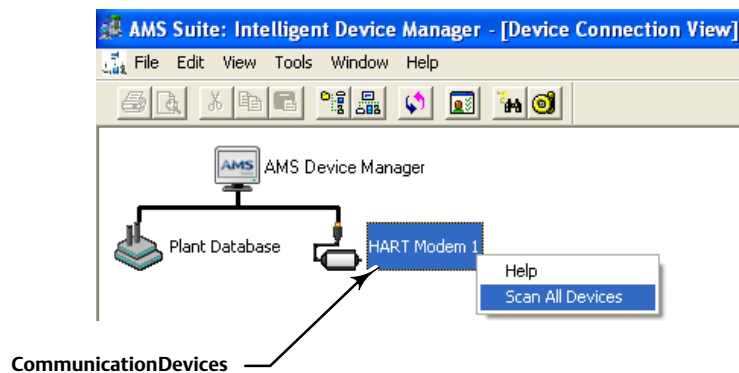 AMS Suite: Intelligent Device Manager - [Device Connection View]
File Edit View Tools Window Help
AMS AMS Device Manager
Plant Database
HART Modem 1
Help
Scan All Devices
CommunicationDevices